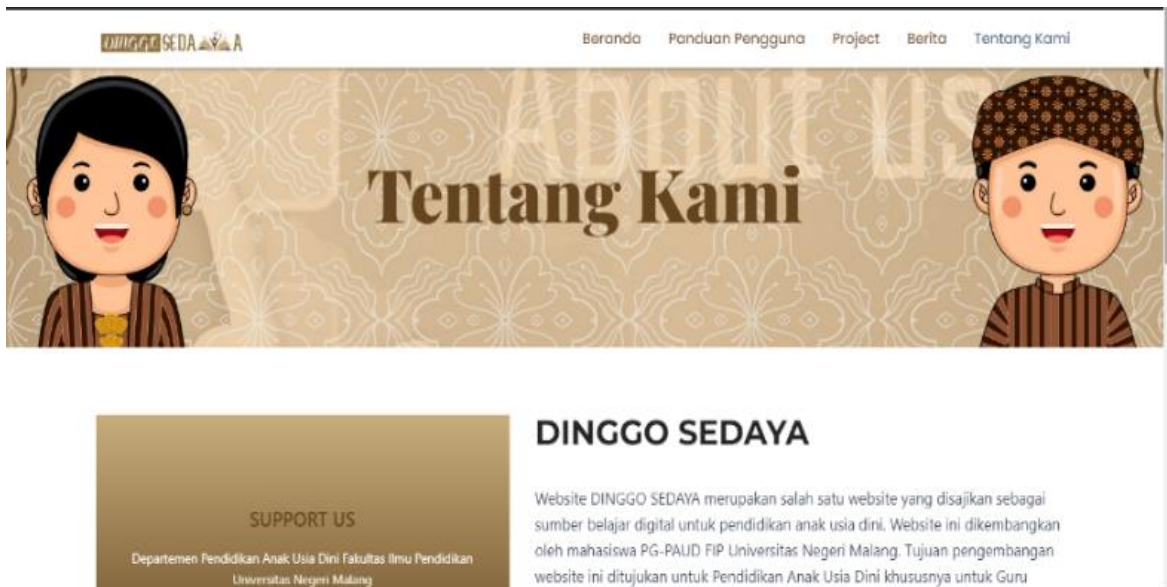 DINGGO SEDAYA
Beranda Panduan Pengguna Project Berita Tentang Kami
About us
Tentang Kami
SUPPORT US
Departemen Pendidikan Anak Usia Dini Fakultas Ilmu Pendidikan
Universitas Negeri Malang
DINGGO SEDAYA
Website DINGGO SEDAYA merupakan salah satu website yang disajikan sebagai
sumber belajar digital untuk pendidikan anak usia dini. Website ini dikembangkan
oleh mahasiswa PG-PAUD FIP Universitas Negeri Malang. Tujuan pengembangan
website ini ditujukan untuk Pendidikan Anak Usia Dini khususnya untuk Guru